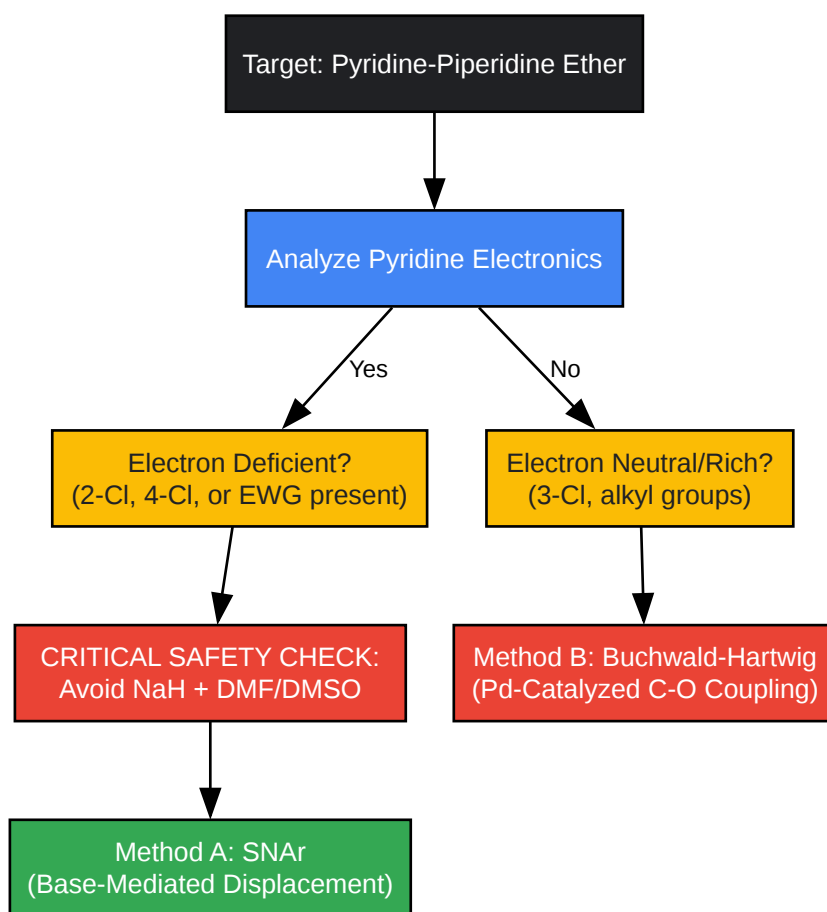 Target: Pyridine-Piperidine Ether
Analyze Pyridine Electronics
Yes
No
Electron Deficient?
(2-Cl, 4-Cl, or EWG present)
Electron Neutral/Rich?
(3-Cl, alkyl groups)
CRITICAL SAFETY CHECK:
Avoid NaH + DMF/DMSO
Method B: Buchwald-Hartwig
(Pd-Catalyzed C-O Coupling)
Method A: SNAr
(Base-Mediated Displacement)